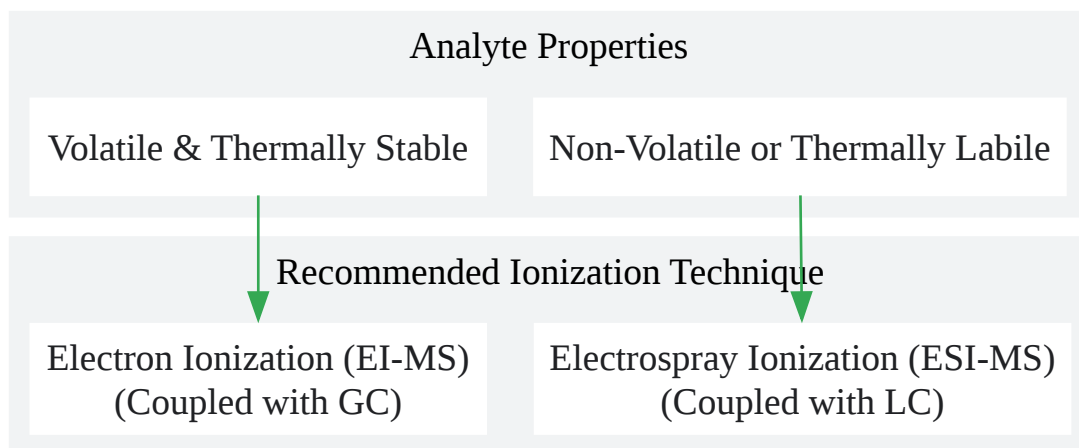 Analyte Properties
Volatile & Thermally Stable
Non-Volatile or Thermally Labile
Recommended Ionization Technique
Electron Ionization (EI-MS)
(Coupled with GC)
Electrospray Ionization (ESI-MS)
(Coupled with LC)